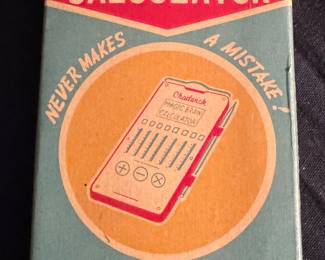 CALCULATOR
NEVER MAKES
A MISTAKE!
Chadwick
MAGIC BRAIN
CALCULATOR